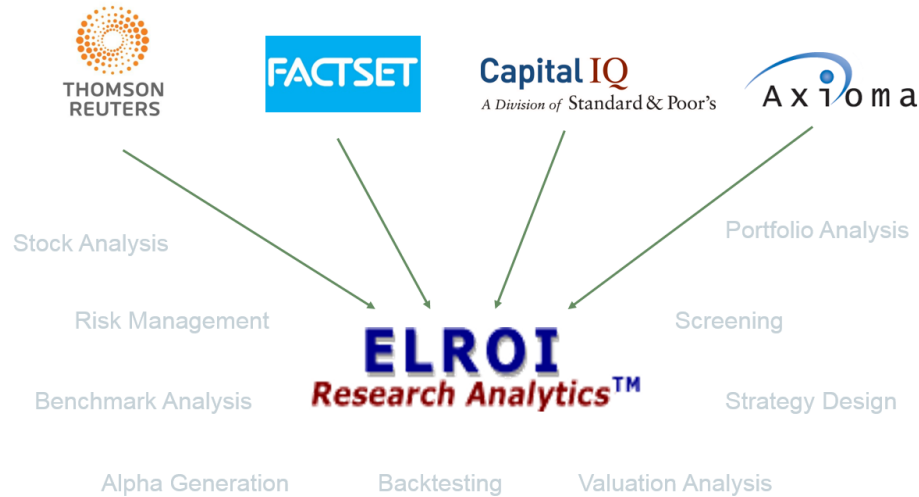 THOMSON
REUTERS
FACTSET
Capital IQ
A Division of Standard & Poor's
Axioma
Stock Analysis
Portfolio Analysis
Risk Management
Screening
ELROI
Research Analytics™
Benchmark Analysis
Strategy Design
Alpha Generation
Backtesting
Valuation Analysis